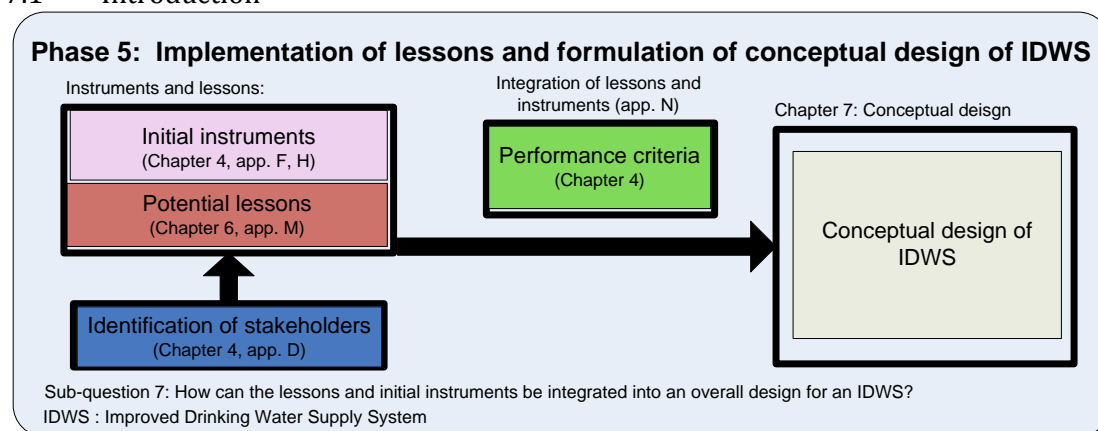 7.1 Introduction
Phase 5: Implementation of lessons and formulation of conceptual design of IDWS
Instruments and lessons:
Initial instruments
(Chapter 4, app. F, H)
Potential lessons
(Chapter 6, app. M)
Identification of stakeholders
(Chapter 4, app. D)
Integration of lessons and
instruments (app. N)
Performance criteria
(Chapter 4)
Chapter 7: Conceptual deisgn
Conceptual design of
IDWS
Sub-question 7: How can the lessons and initial instruments be integrated into an overall design for an IDWS?
IDWS : Improved Drinking Water Supply System